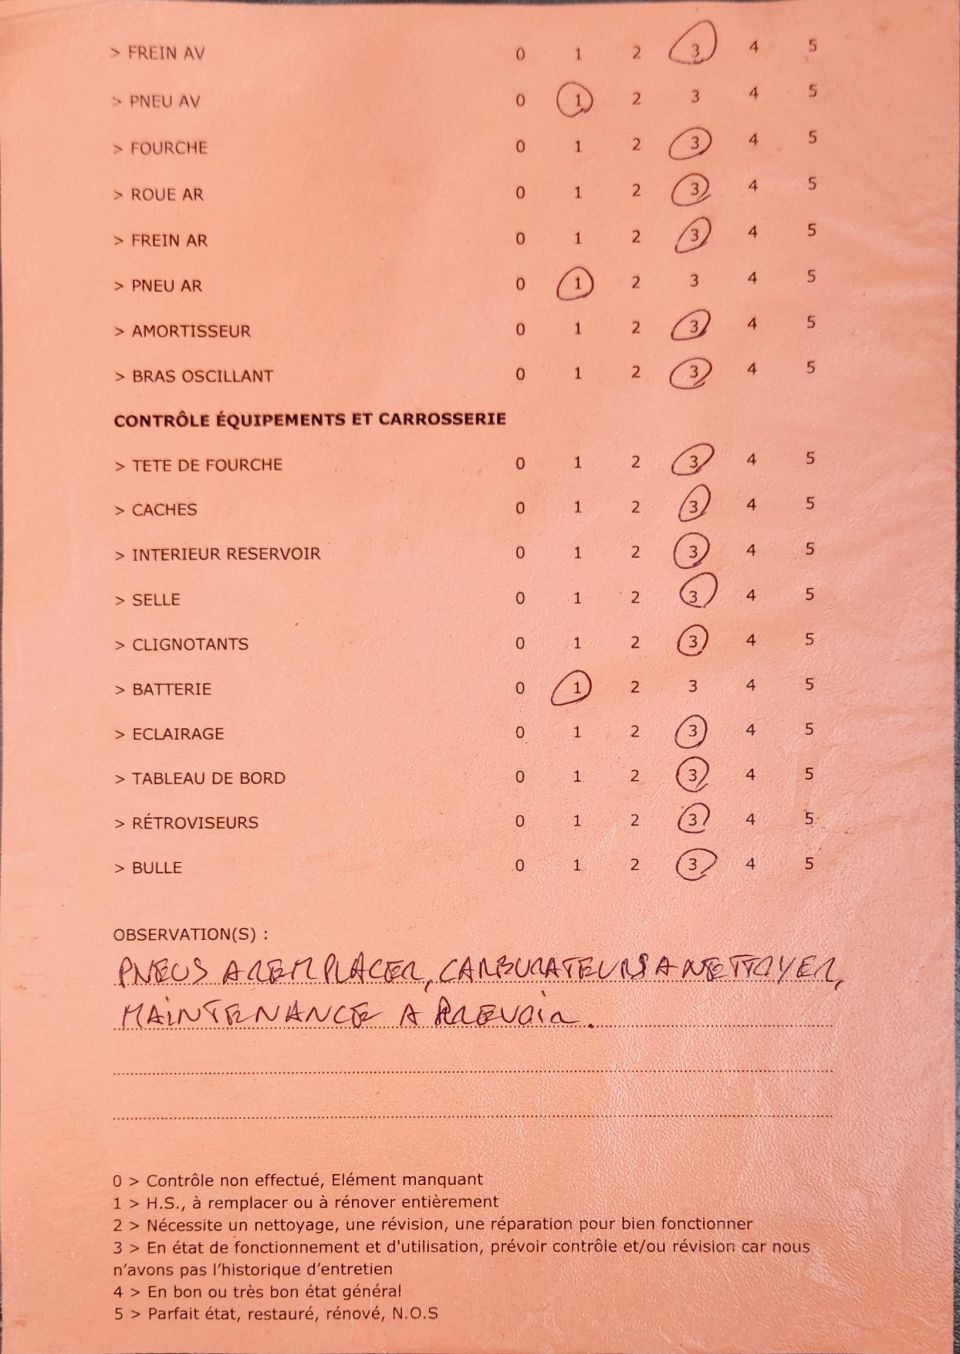 > FREIN AV 0 1 2 3 4 5
> PNEU AV 0 1 2 3 4 5
> FOURCHE 0 1 2 3 4 5
> ROUE AR 0 1 2 3 4 5
> FREIN AR 0 1 2 3 4 5
> PNEU AR 0 1 2 3 4 5
> AMORTISSEUR 0 1 2 3 4 5
> BRAS OSCILLANT 0 1 2 3 4 5
CONTRÔLE ÉQUIPEMENTS ET CARROSSERIE
> TETE DE FOURCHE 0 1 2 3 4 5
> CACHES 0 1 2 3 4 5
> INTERIEUR RESERVOIR 0 1 2 3 4 5
> SELLE 0 1 2 3 4 5
> CLIGNOTANTS 0 1 2 3 4 5
> BATTERIE 0 1 2 3 4 5
> ECLAIRAGE 0 1 2 3 4 5
> TABLEAU DE BORD 0 1 2 3 4 5
> RÉTROVISEURS 0 1 2 3 4 5
> BULLE 0 1 2 3 4 5
OBSERVATION(S) :
PNEUS A REMPLACER, CARBURATEURS A NETTOYER,
MAINTENANCE A PREVOIR.
0 > Contrôle non effectué, Elément manquant
1 > H.S., à remplacer ou à rénover entièrement
2 > Nécessite un nettoyage, une révision, une réparation pour bien fonctionner
3 > En état de fonctionnement et d'utilisation, prévoir contrôle et/ou révision car nous
n’avons pas l’historique d’entretien
4 > En bon ou très bon état général
5 > Parfait état, restauré, rénové, N.O.S